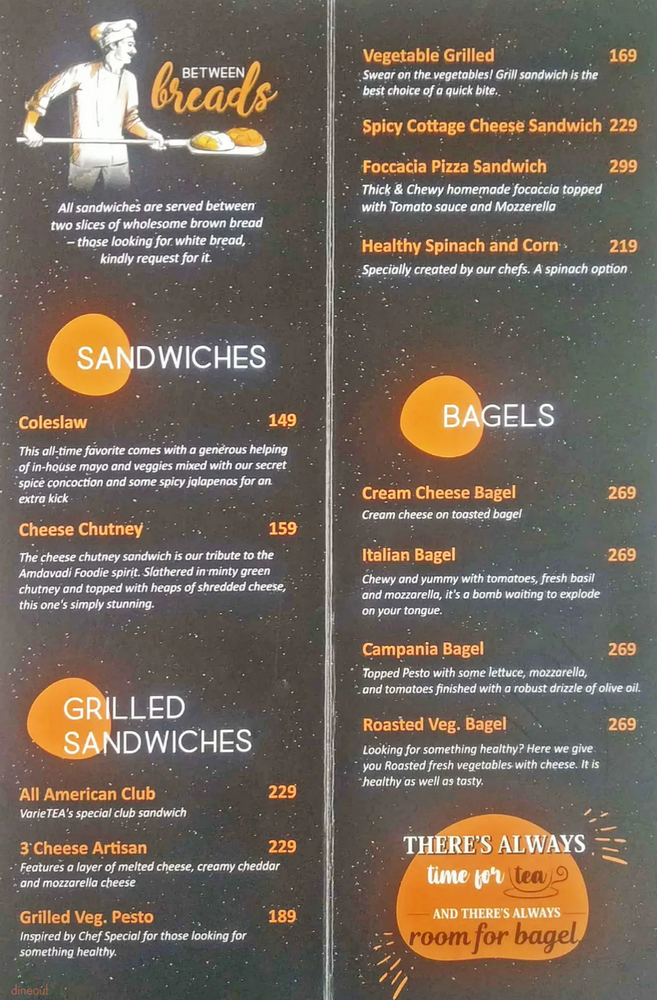 BETWEEN
breads
All sandwiches are served between
two slices of wholesome brown bread
– those looking for white bread,
kindly request for it.
SANDWICHES
Coleslaw 149
This all-time favorite comes with a generous helping
of in-house mayo and veggies mixed with our secret
spice concoction and some spicy jalapenos for an
extra kick
Cheese Chutney 159
The cheese chutney sandwich is our tribute to the
Amdavadi Foodie spirit. Slathered in minty green
chutney and topped with heaps of shredded cheese,
this one's simply stunning.
GRILLED
SANDWICHES
All American Club 229
VarieTEA's special club sandwich
3 Cheese Artisan 229
Features a layer of melted cheese, creamy cheddar
and mozzarella cheese
Grilled Veg. Pesto 189
Inspired by Chef Special for those looking for
something healthy.
Vegetable Grilled 169
Swear on the vegetables! Grill sandwich is the
best choice of a quick bite.
Spicy Cottage Cheese Sandwich 229
Foccacia Pizza Sandwich 299
Thick & Chewy homemade focaccia topped
with Tomato sauce and Mozzerella
Healthy Spinach and Corn 219
Specially created by our chefs. A spinach option
BAGELS
Cream Cheese Bagel 269
Cream cheese on toasted bagel
Italian Bagel 269
Chewy and yummy with tomatoes, fresh basil
and mozzarella, it's a bomb waiting to explode
on your tongue.
Campania Bagel 269
Topped Pesto with some lettuce, mozzarella,
and tomatoes finished with a robust drizzle of olive oil.
Roasted Veg. Bagel 269
Looking for something healthy? Here we give
you Roasted fresh vegetables with cheese. It is
healthy as well as tasty.
THERE'S ALWAYS
time for tea
AND THERE'S ALWAYS
room for bagel
dineout